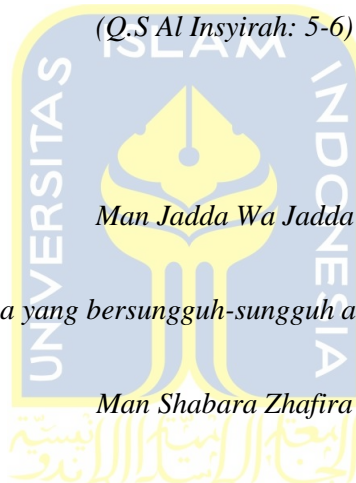 (Q.S Al Insyirah: 5-6)
ISLAM
UNIVERSITAS
INDONESIA
Man Jadda Wa Jadda
a yang bersungguh-sungguh a
Man Shabara Zhafira